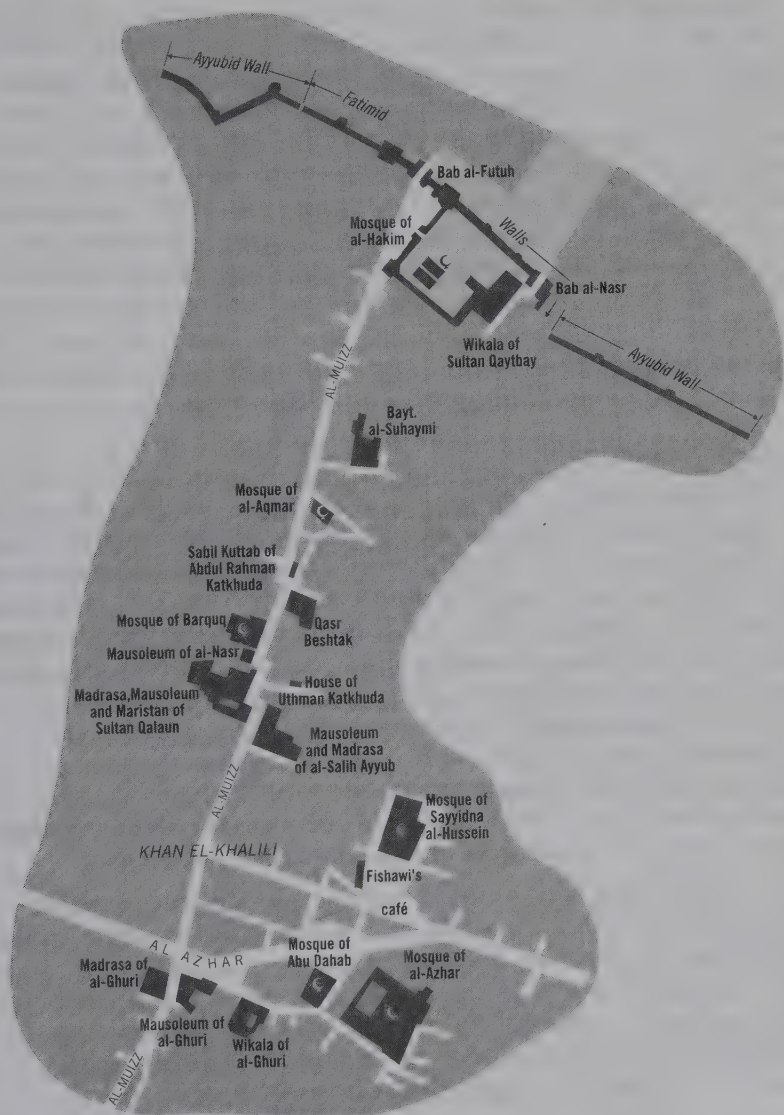 Ayyubid Wall
Fatimid
Bab al-Futuh
Mosque of
al-Hakim
Walls
Bab al-Nasr
Wikala of
Sultan Qaytbay
Ayyubid Wall
AL-MUIZZ
Bayt.
al-Suhaymi
Mosque of
al-Aqmar
Sabil Kuttab of
Abdul Rahman
Katkhuda
Mosque of Barquq
Qasr
Beshtak
Mausoleum of al-Nasr
House of
Uthman Katkhuda
Madrasa,Mausoleum
and Maristan of
Sultan Qalaun
Mausoleum
and Madrasa
of al-Salih Ayyub
AL-MUIZZ
Mosque of
Sayyidna
al-Hussein
KHAN EL-KHALILI
Fishawi's
café
AL AZHAR
Mosque of
Abu Dahab
Mosque of
al-Azhar
Madrasa of
al-Ghuri
Mausoleum of
al-Ghuri
Wikala of
al-Ghuri
AL-MUIZZ